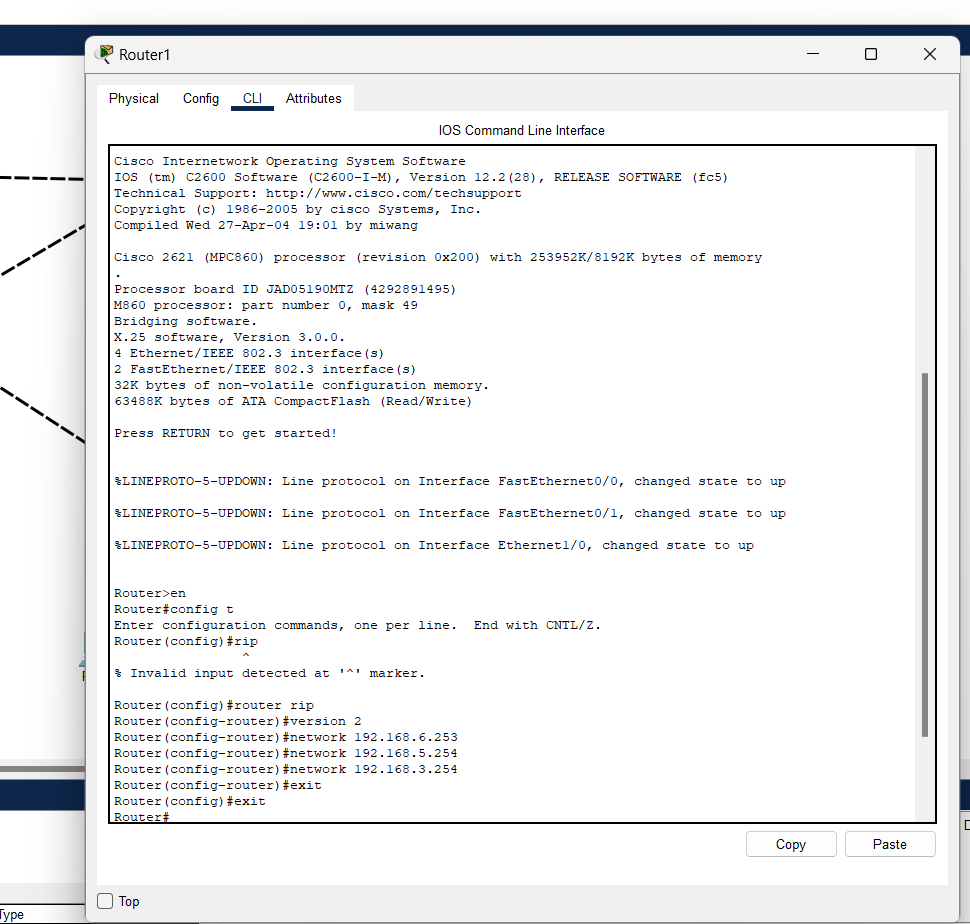 Router1
Physical Config CLI Attributes
IOS Command Line Interface
Cisco Internetwork Operating System Software
IOS (tm) C2600 Software (C2600-I-M), Version 12.2(28), RELEASE SOFTWARE (fc5)
Technical Support: http://www.cisco.com/techsupport
Copyright (c) 1986-2005 by cisco Systems, Inc.
Compiled Wed 27-Apr-04 19:01 by miwang
Cisco 2621 (MPC860) processor (revision 0x200) with 253952K/8192K bytes of memory
.
Processor board ID JAD05190MTZ (4292891495)
M860 processor: part number 0, mask 49
Bridging software.
X.25 software, Version 3.0.0.
4 Ethernet/IEEE 802.3 interface(s)
2 FastEthernet/IEEE 802.3 interface(s)
32K bytes of non-volatile configuration memory.
63488K bytes of ATA CompactFlash (Read/Write)
Press RETURN to get started!
%LINEPROTO-5-UPDOWN: Line protocol on Interface FastEthernet0/0, changed state to up
%LINEPROTO-5-UPDOWN: Line protocol on Interface FastEthernet0/1, changed state to up
%LINEPROTO-5-UPDOWN: Line protocol on Interface Ethernet1/0, changed state to up
Router>en
Router#config t
Enter configuration commands, one per line.  End with CNTL/Z.
Router(config)#rip
^
% Invalid input detected at '^' marker.
Router(config)#router rip
Router(config-router)#version 2
Router(config-router)#network 192.168.6.253
Router(config-router)#network 192.168.5.254
Router(config-router)#network 192.168.3.254
Router(config-router)#exit
Router(config)#exit
Router#
Copy Paste
Top
Type